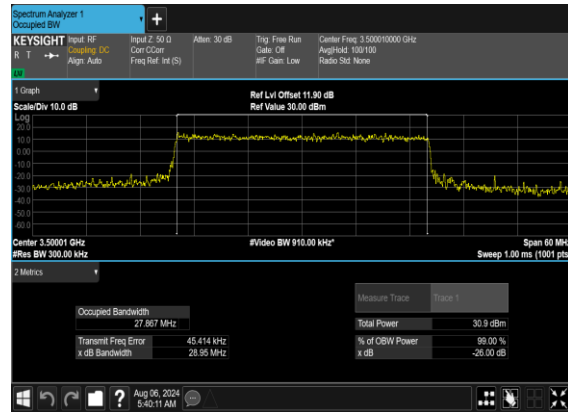 Spectrum Analyzer 1
Occupied BW
+
KEYSIGHT Input: RF Input Z: 50 Ω Atten: 30 dB Trig: Free Run Center Freq: 3.500010000 GHz
R T Coupling: DC Corr CCorr Gate: Off Avg|Hold: 100/100
Align: Auto Freq Ref: Int (S) #IF Gain: Low Radio Std: None
1 Graph Ref Lvl Offset 11.90 dB
Scale/Div 10.0 dB Ref Value 30.00 dBm
Log
20.0
10.0
0.00
-10.0
-20.0
-30.0
-40.0
-50.0
-60.0
Center 3.50001 GHz #Video BW 910.00 kHz* Span 60 MHz
#Res BW 300.00 kHz Sweep 1.00 ms (1001 pts
2 Metrics
Measure Trace Trace 1
Occupied Bandwidth
27.867 MHz Total Power 30.9 dBm
Transmit Freq Error 45.414 kHz % of OBW Power 99.00 %
x dB Bandwidth 28.95 MHz x dB -26.00 dB
? Aug 06, 2024
5:40:11 AM